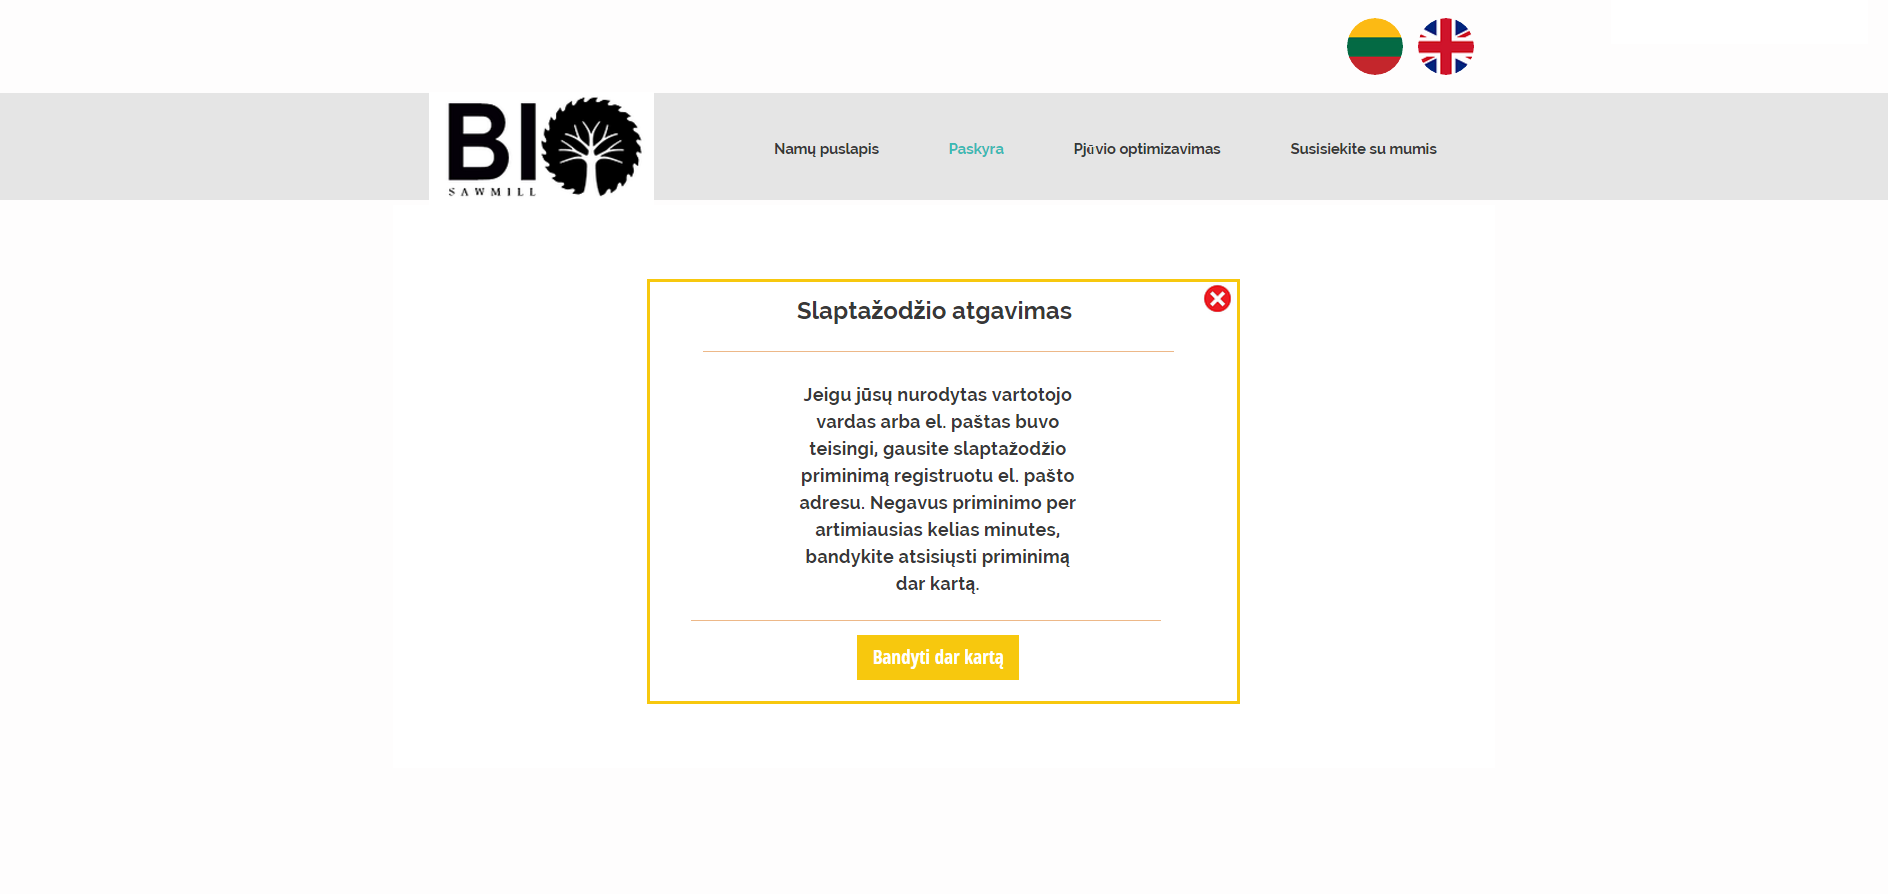 BIO
SAWMILL
Namų puslapis
Paskyra
Pjūvio optimizavimas
Susisiekite su mumis
Slaptažodžio atgavimas
Jeigu jūsų nurodytas vartotojo
vardas arba el. paštas buvo
teisingi, gausite slaptažodžio
priminimą registruotu el. pašto
adresu. Negavus priminimo per
artimiausias kelias minutes,
bandykite atsisiųsti priminimą
dar kartą.
Bandyti dar kartą